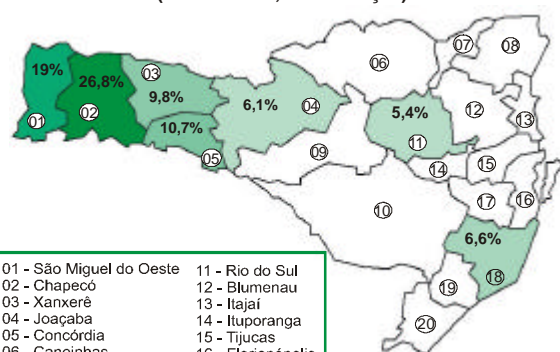 19%
01
26,8%
02
03
9,8%
10,7%
05
6,1%
04
06
07
08
5,4%
11
12
13
09
14
15
10
17
16
6,6%
18
19
20
01 - São Miguel do Oeste
02 - Chapecó
03 - Xanxerê
04 - Joaçaba
05 - Concórdia
11 - Rio do Sul
12 - Blumenau
13 - Itajaí
14 - Ituporanga
15 - Tijucas